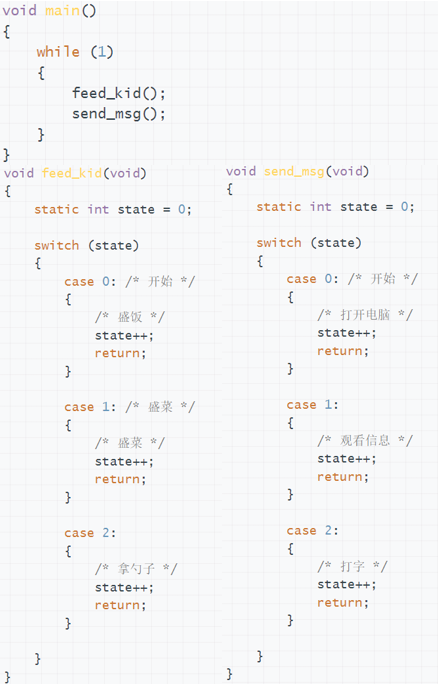 void main()
{
    while (1)
    {
        feed_kid();
        send_msg();
    }
}
void feed_kid(void)
{
    static int state = 0;

    switch (state)
    {
        case 0: /* 开始 */
        {
            /* 盛饭 */
            state++;
            return;
        }

        case 1: /* 盛菜 */
        {
            /* 盛菜 */
            state++;
            return;
        }

        case 2:
        {
            /* 拿勺子 */
            state++;
            return;
        }

    }
}
void send_msg(void)
{
    static int state = 0;

    switch (state)
    {
        case 0: /* 开始 */
        {
            /* 打开电脑 */
            state++;
            return;
        }

        case 1:
        {
            /* 观看信息 */
            state++;
            return;
        }

        case 2:
        {
            /* 打字 */
            state++;
            return;
        }

    }
}